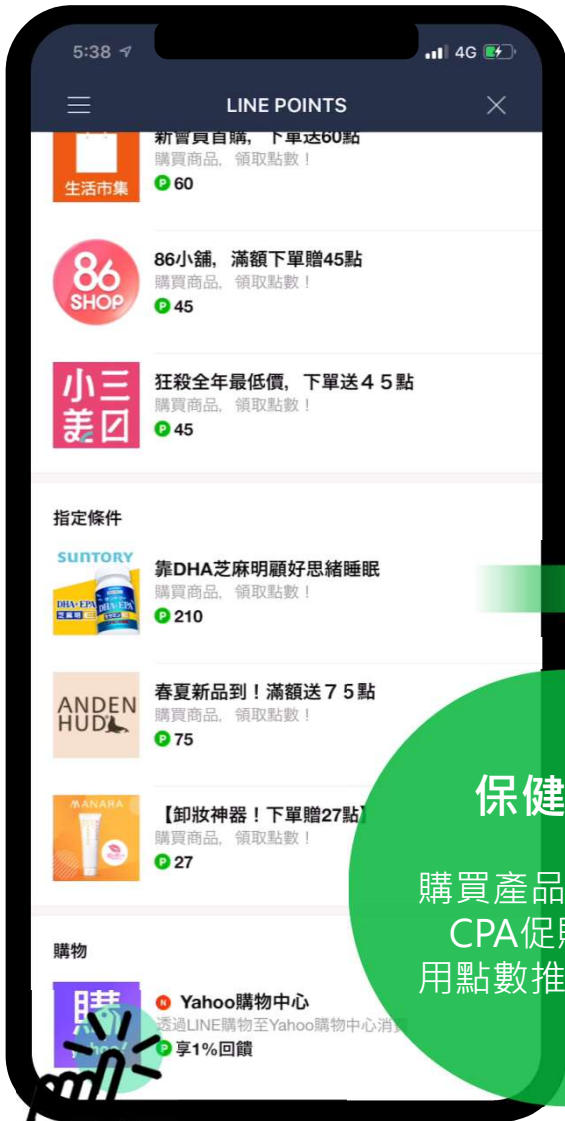 5:38
4G
LINE POINTS
新會員自購，下單送60點
購買商品，領取點數！
P 60
生活市集
86小舖，滿額下單贈45點
購買商品，領取點數！
P 45
86
SHOP
狂殺全年最低價，下單送４５點
購買商品，領取點數！
P 45
小三
美日
指定條件
SUNTORY
DHA·EPA
芝麻明
靠DHA芝麻明顧好思緒睡眠
購買商品，領取點數！
P 210
ANDEN
HUD
春夏新品到！滿額送７５點
購買商品，領取點數！
P 75
MANARA
【卸妝神器！下單贈27點】
購買商品，領取點數！
P 27
保健
購買產品
CPA促
用點數推
購物
購
yahoo!
N Yahoo購物中心
透過LINE購物至Yahoo購物中心消
P 享1%回饋